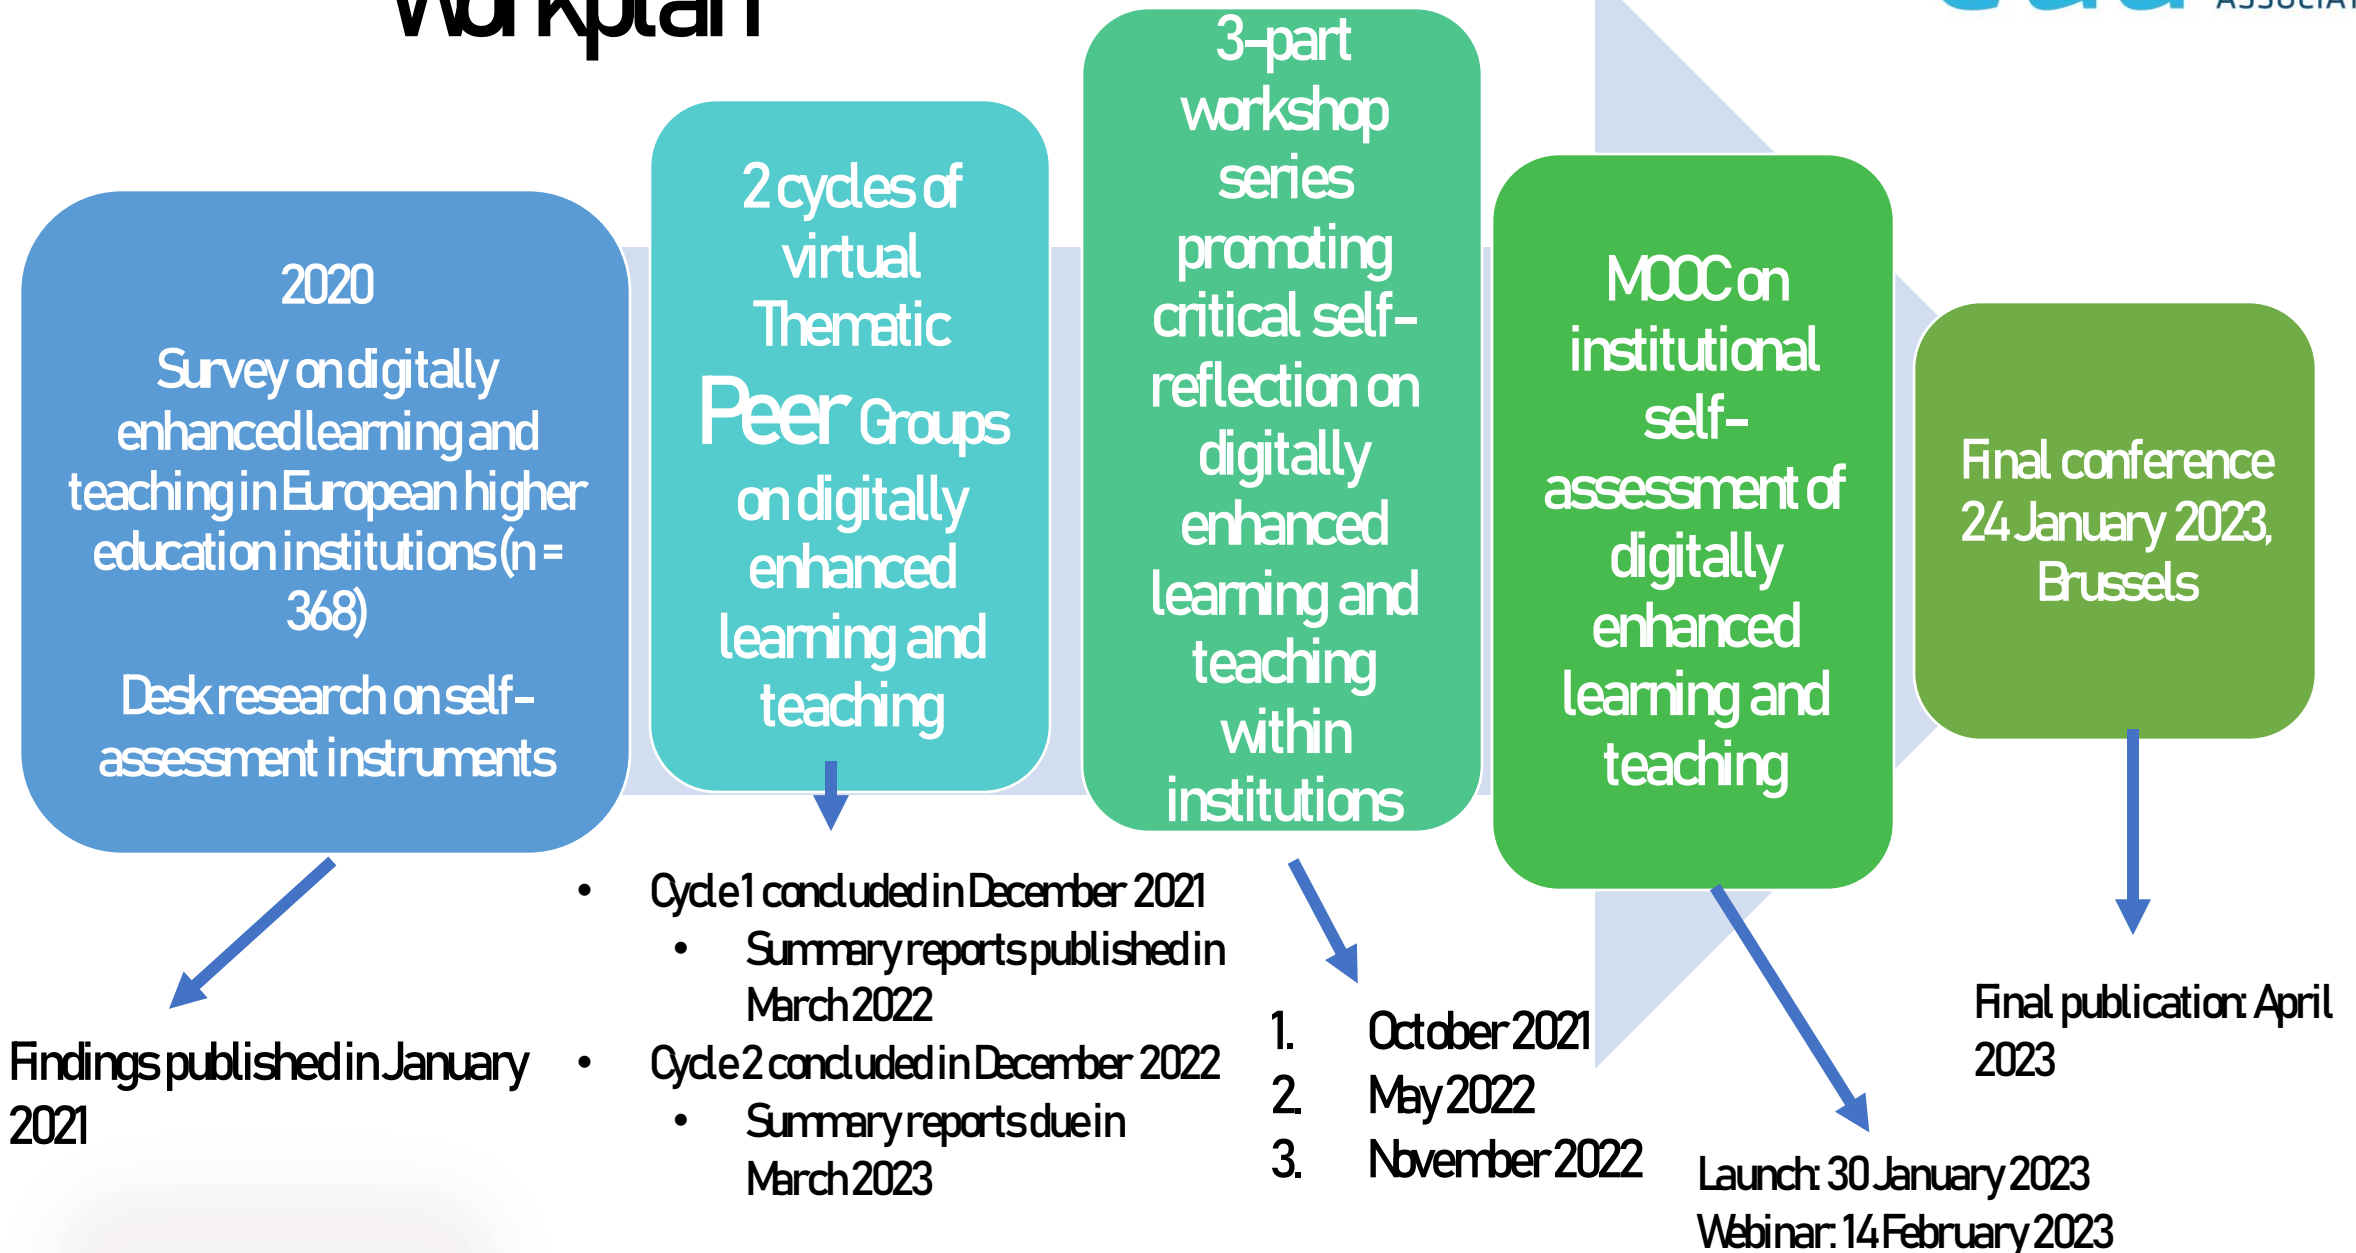 Workplan
2020
Survey on digitally
enhanced learning and
teaching in European higher
education institutions (n =
368)
Desk research on self-
assessment instruments
2 cycles of
virtual
Thematic
Peer Groups
on digitally
enhanced
learning and
teaching
3-part
workshop
series
promoting
critical self-
reflection on
digitally
enhanced
learning and
teaching
within
institutions
MOOC on
institutional
self-
assessment of
digitally
enhanced
learning and
teaching
Final conference
24 January 2023,
Brussels
Findings published in January
2021
• Cycle 1 concluded in December 2021
• Summary reports published in
March 2022
• Cycle 2 concluded in December 2022
• Summary reports due in
March 2023
1. October 2021
2. May 2022
3. November 2022
Launch: 30 January 2023
Webinar: 14 February 2023
Final publication: April
2023